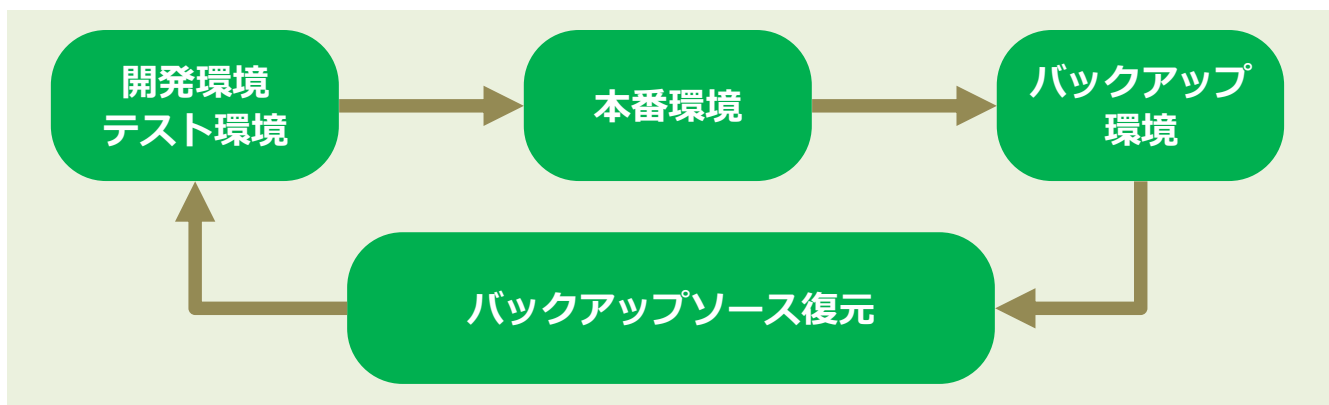 開発環境
テスト環境
本番環境
バックアップ
環境
バックアップソース復元